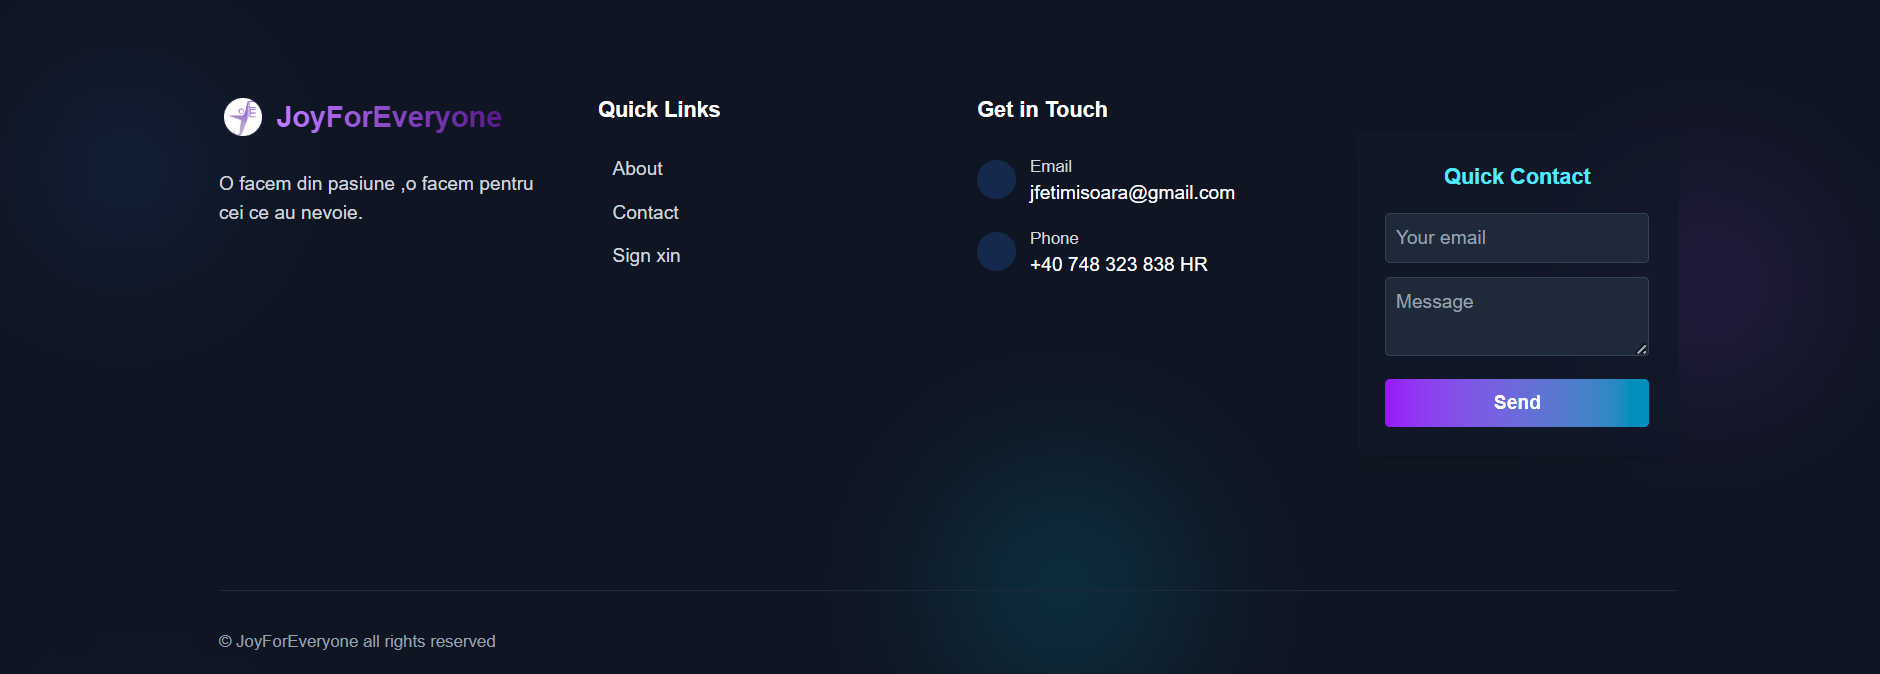 JoyForEveryone
O facem din pasiune ,o facem pentru
cei ce au nevoie.
Quick Links
About
Contact
Sign xin
Get in Touch
Email
jfetimisoara@gmail.com
Phone
+40 748 323 838 HR
Quick Contact
Your email
Message
Send
© JoyForEveryone all rights reserved